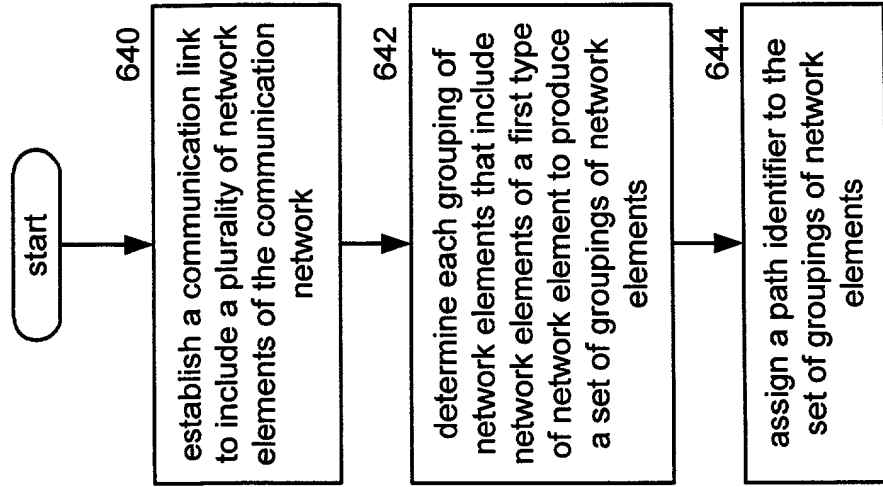 start
640
establish a communication link
to include a plurality of network
elements of the communication
network
642
determine each grouping of
network elements that include
network elements of a first type
of network element to produce
a set of groupings of network
elements
644
assign a path identifier to the
set of groupings of network
elements